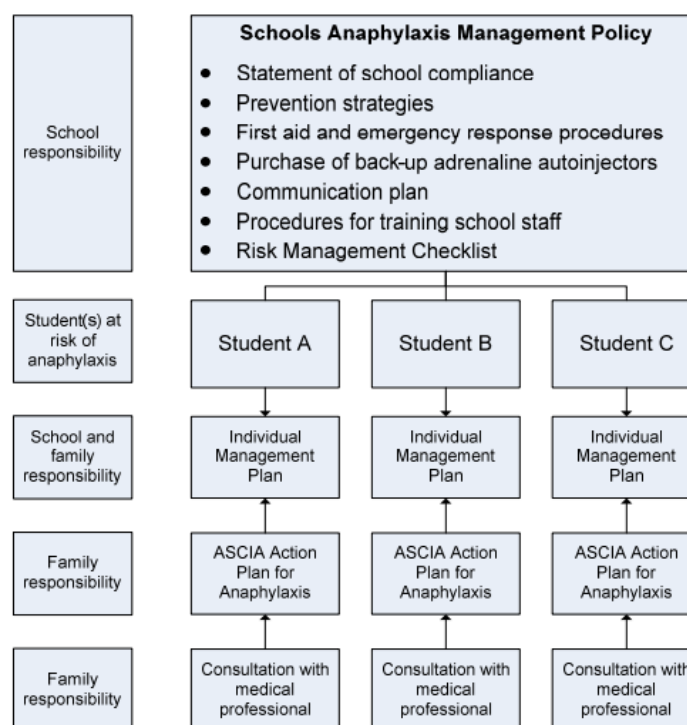 Schools Anaphylaxis Management Policy
School
responsibility
● Statement of school compliance
● Prevention strategies
● First aid and emergency response procedures
● Purchase of back-up adrenaline autoinjectors
● Communication plan
● Procedures for training school staff
● Risk Management Checklist
Student(s) at
risk of
anaphylaxis
Student A
Student B
Student C
School and
family
responsibility
Individual
Management
Plan
Individual
Management
Plan
Individual
Management
Plan
Family
responsibility
ASCIA Action
Plan for
Anaphylaxis
ASCIA Action
Plan for
Anaphylaxis
ASCIA Action
Plan for
Anaphylaxis
Family
responsibility
Consultation with
medical
professional
Consultation with
medical
professional
Consultation with
medical
professional